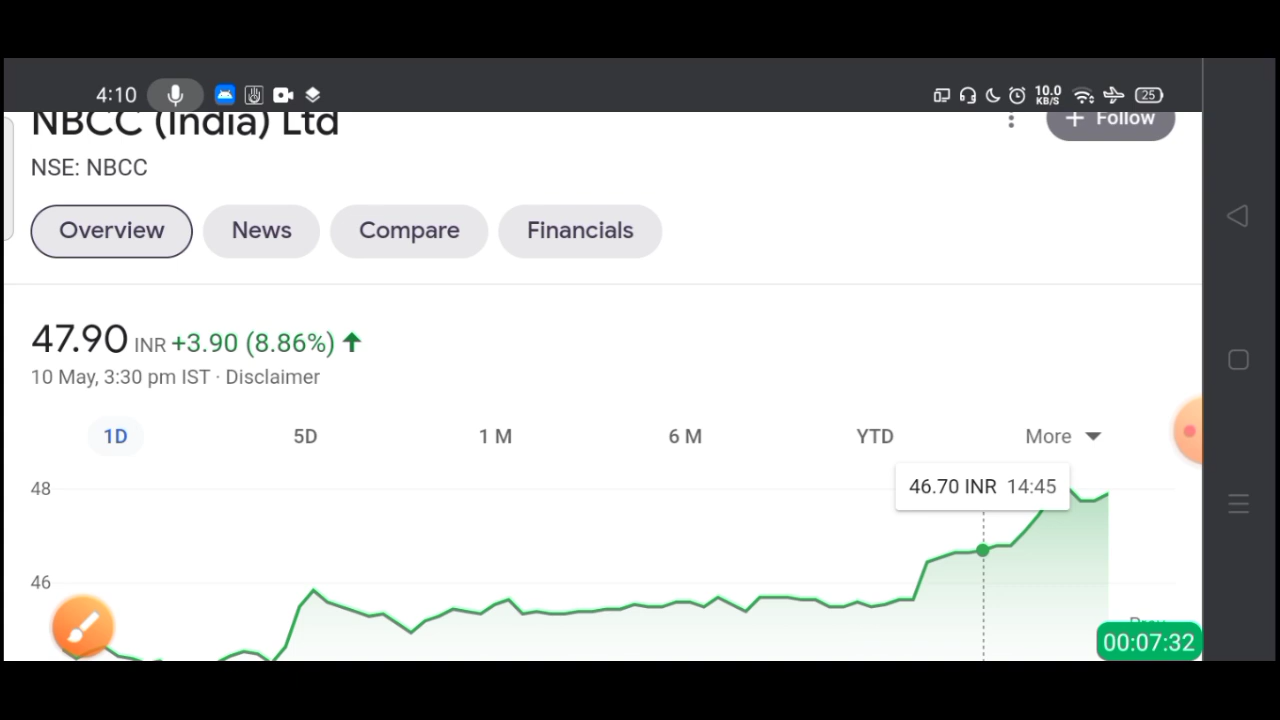 4:10
10.0
KB/S
25
NBCC (India) Ltd
+ Follow
NSE: NBCC
Overview
News
Compare
Financials
47.90 INR +3.90 (8.86%) ↑
10 May, 3:30 pm IST · Disclaimer
1D
5D
1 M
6 M
YTD
More
46.70 INR 14:45
48
46
00:07:32